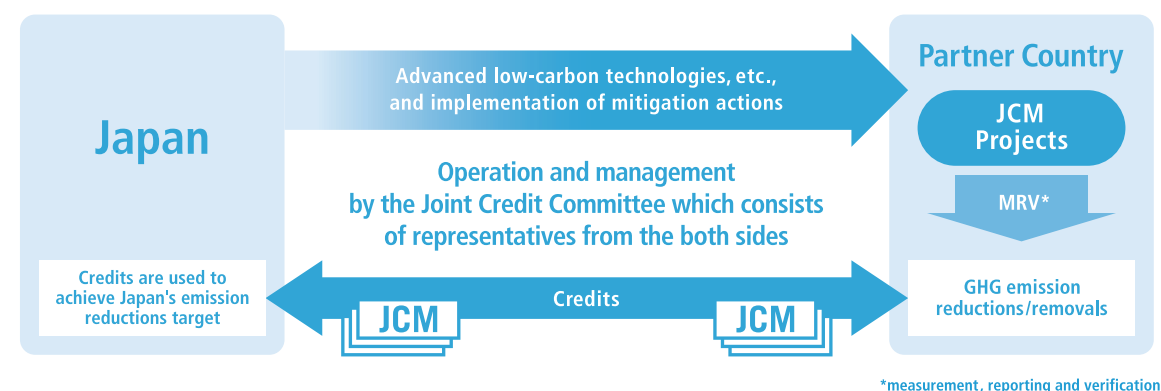 Japan
Credits are used to
achieve Japan's emission
reductions target
Advanced low-carbon technologies, etc.,
and implementation of mitigation actions
Operation and management
by the Joint Credit Committee which consists
of representatives from the both sides
Credits
JCM
JCM
Partner Country
JCM
Projects
MRV*
GHG emission
reductions/removals
*measurement, reporting and verification